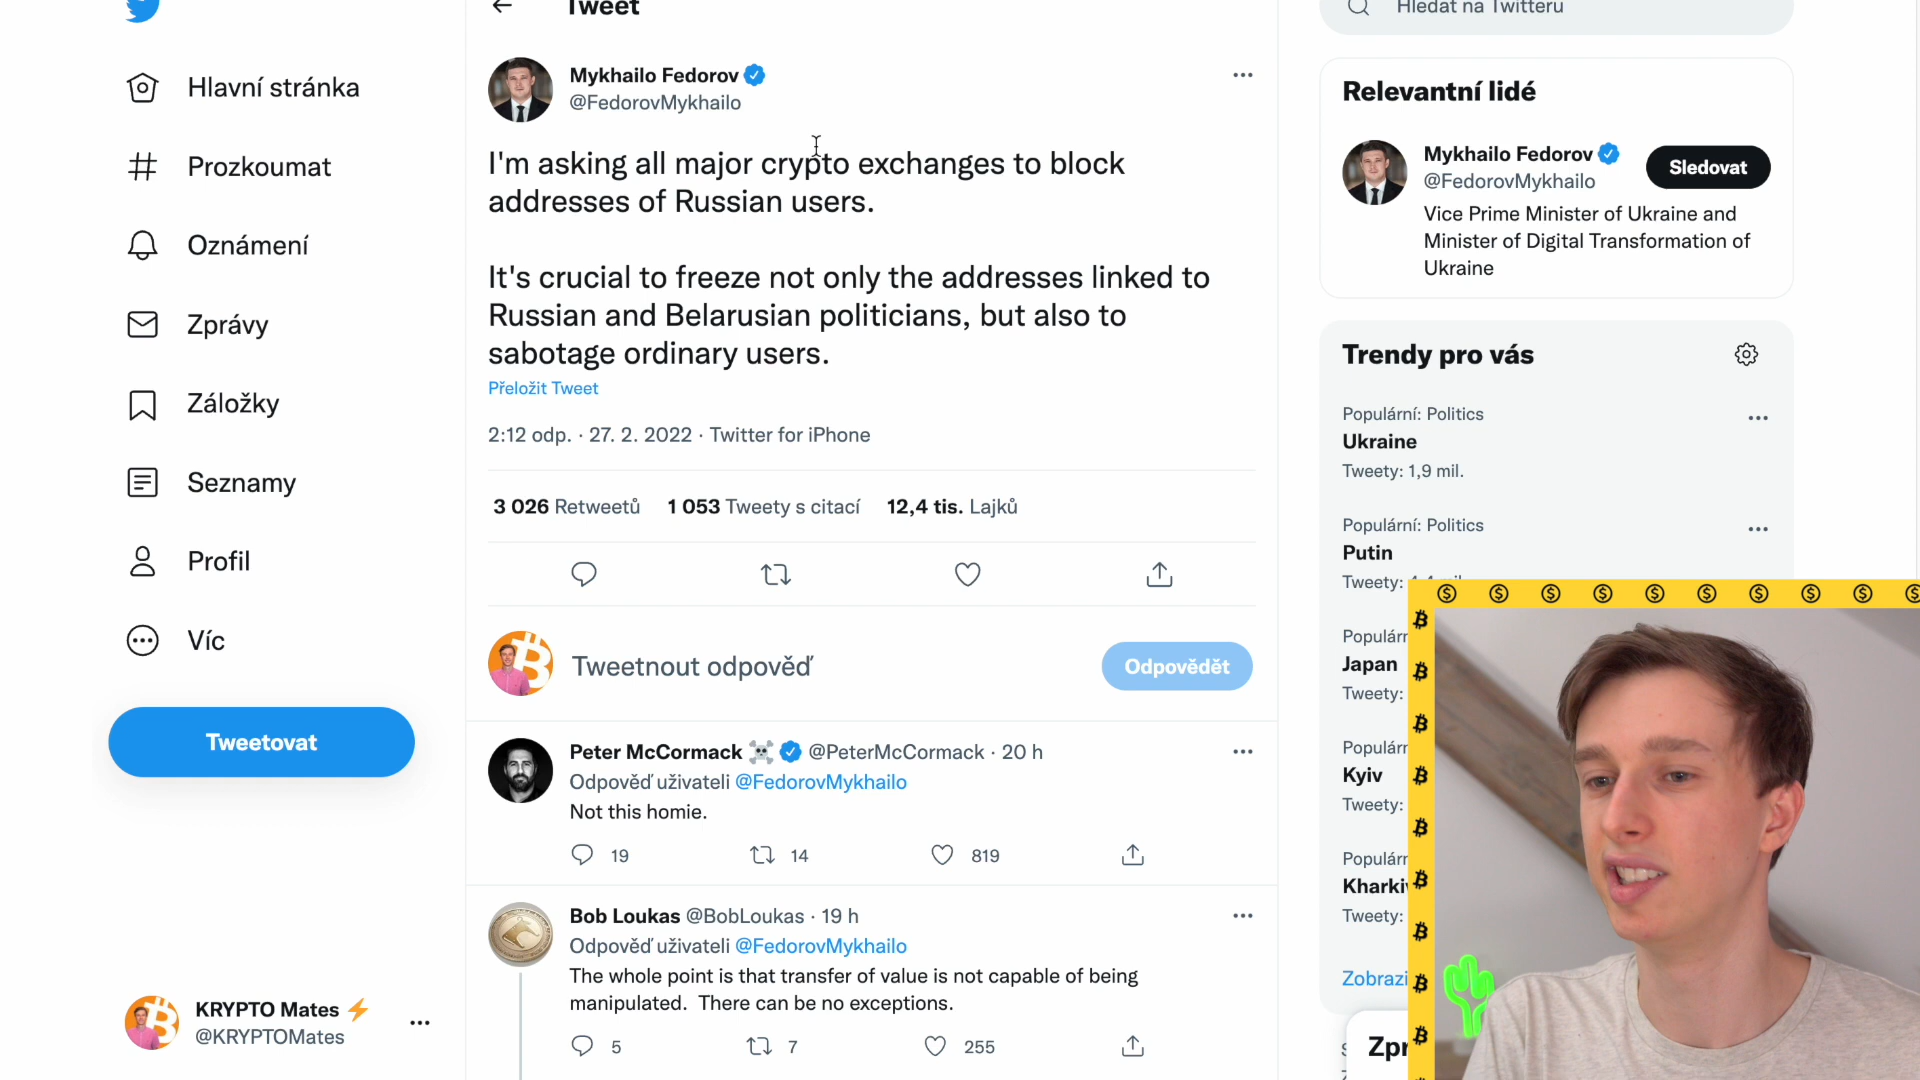 Tweet
Hledat na Twitteru
Hlavní stránka
Prozkoumat
Oznámení
Zprávy
Záložky
Seznamy
Profil
Víc
Tweetovat
KRYPTO Mates
@KRYPTOMates
Mykhailo Fedorov
@FedorovMykhailo
I'm asking all major crypto exchanges to block
addresses of Russian users.
It's crucial to freeze not only the addresses linked to
Russian and Belarusian politicians, but also to
sabotage ordinary users.
Přeložit Tweet
2:12 odp. · 27. 2. 2022 · Twitter for iPhone
3 026 Retweetů 1 053 Tweety s citací 12,4 tis. Lajků
Tweetnout odpověď
Odpovědět
Peter McCormack @PeterMcCormack · 20 h
Odpověď uživateli @FedorovMykhailo
Not this homie.
19 14 819
Bob Loukas @BobLoukas · 19 h
Odpověď uživateli @FedorovMykhailo
The whole point is that transfer of value is not capable of being
manipulated. There can be no exceptions.
5 7 255
Relevantní lidé
Mykhailo Fedorov
@FedorovMykhailo
Sledovat
Vice Prime Minister of Ukraine and
Minister of Digital Transformation of
Ukraine
Trendy pro vás
Populární: Politics
Ukraine
Tweety: 1,9 mil.
Populární: Politics
Putin
Tweety:
Japan
Tweety:
Kyiv
Tweety:
Tweety: